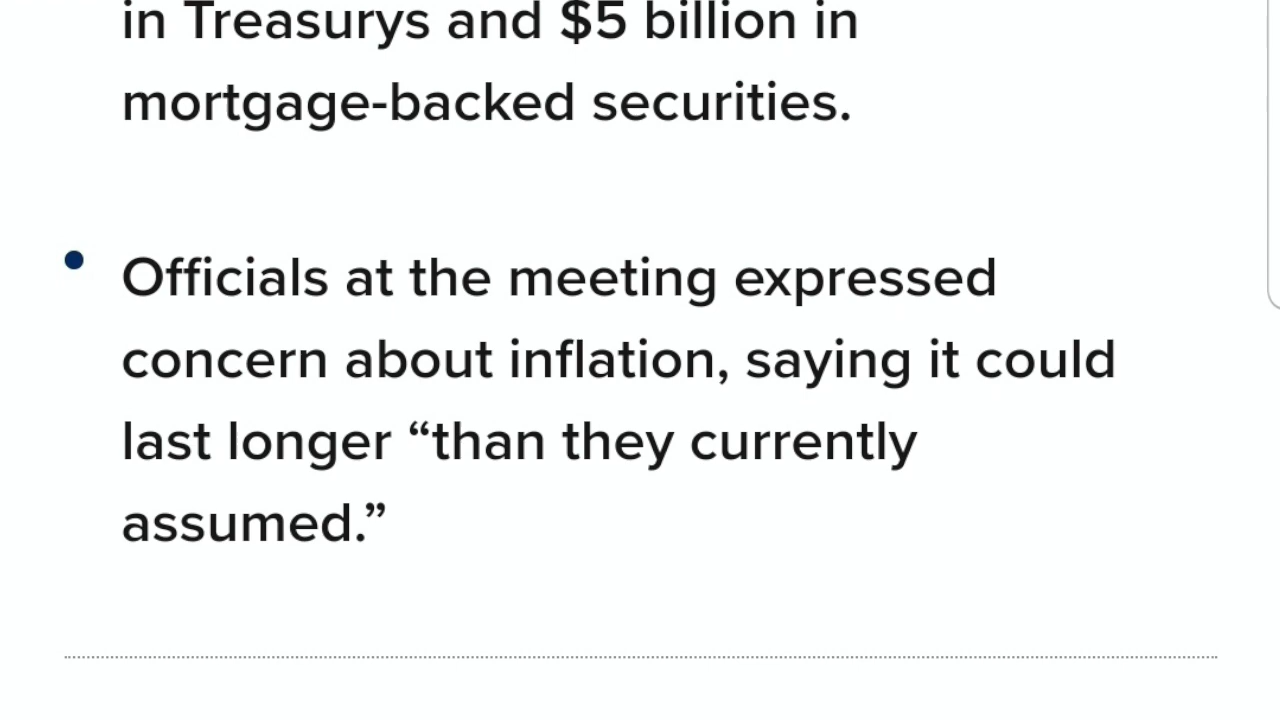 in Treasurys and $5 billion in
mortgage-backed securities.
• Officials at the meeting expressed
concern about inflation, saying it could
last longer “than they currently
assumed.”